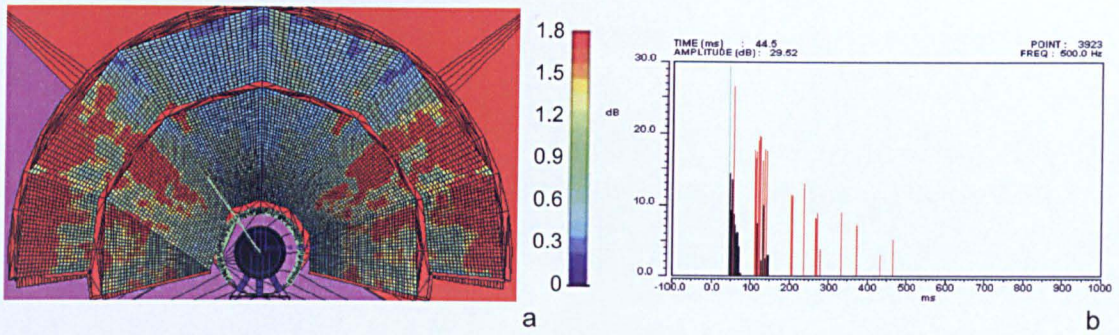 1.8
1.5
1.2
0.9
0.6
0.3
0
a
TIME (ms) : 44.5 POINT : 3923
AMPLITUDE (dB) : 29.52 FREQ : 500.0 Hz
30.0
dB
20.0
10.0
0.0
-100.0 0.0 100 200 300 400 500 600 700 800 900 1000
ms
b